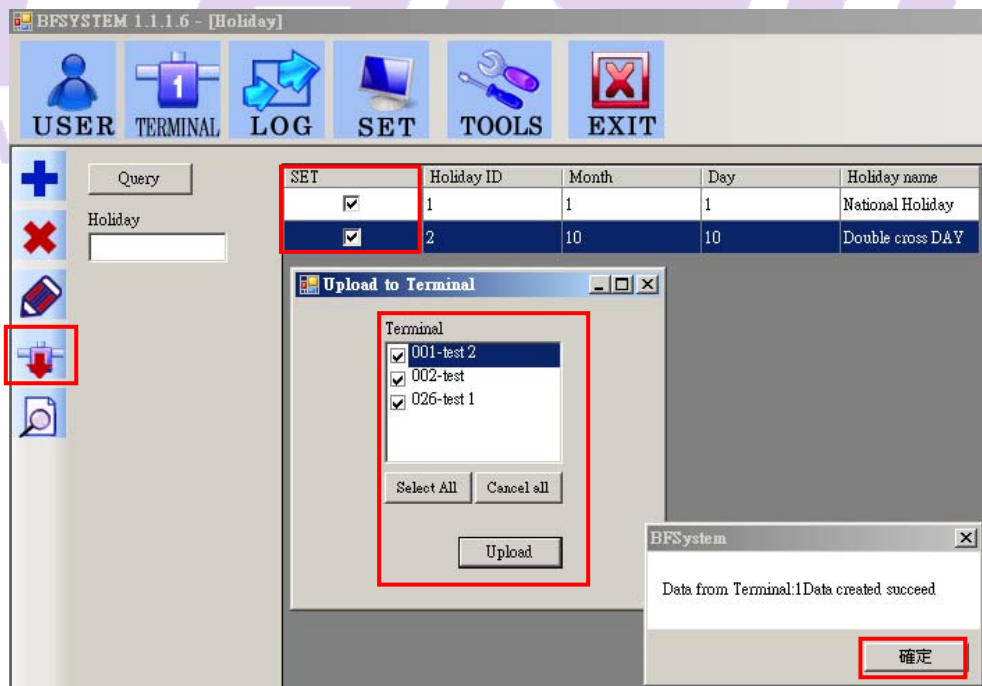 BFSYSTEM 1.1.1.6 - [Holiday]
USER TERMINAL LOG SET TOOLS EXIT
1
Query
Holiday
SET Holiday ID Month Day Holiday name
1 1 1 National Holiday
2 10 10 Double cross DAY
Upload to Terminal
Terminal
001-test 2
002-test
026-test 1
Select All Cancel all
Upload
BFSystem
Data from Terminal:1Data created succeed
確定